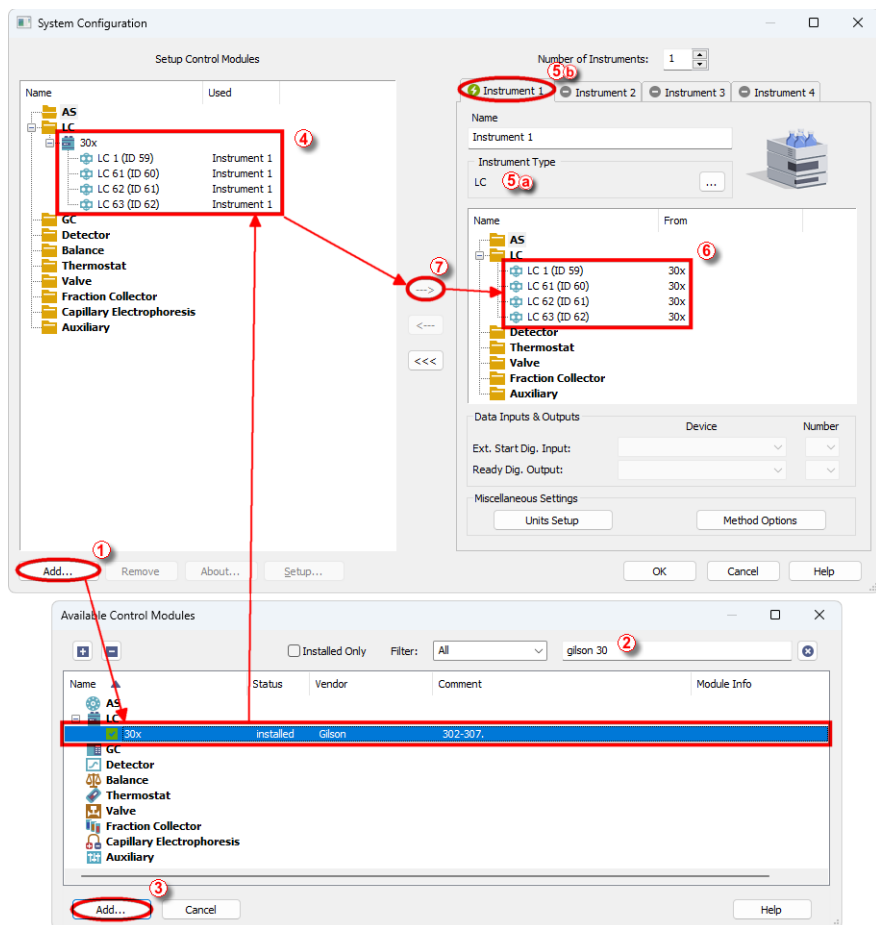 System Configuration
Setup Control Modules
Name Used
AS
LC
30x
LC 1 (ID 59) Instrument 1
LC 61 (ID 60) Instrument 1
LC 62 (ID 61) Instrument 1
LC 63 (ID 62) Instrument 1
GC
Detector
Balance
Thermostat
Valve
Fraction Collector
Capillary Electrophoresis
Auxiliary
4
7
--->
<---
<<<
Number of Instruments: 1
5 b
Instrument 1 Instrument 2 Instrument 3 Instrument 4
Name
Instrument 1
Instrument Type
LC 5 a ...
Name From
6
AS
LC
LC 1 (ID 59) 30x
LC 61 (ID 60) 30x
LC 62 (ID 61) 30x
LC 63 (ID 62) 30x
Detector
Thermostat
Valve
Fraction Collector
Auxiliary
Data Inputs & Outputs
Device Number
Ext. Start Dig. Input:
Ready Dig. Output:
Miscellaneous Settings
Units Setup Method Options
1
Add... Remove About... Setup... OK Cancel Help
Available Control Modules
Installed Only Filter: All gilson 30 2
Name Status Vendor Comment Module Info
AS
LC
30x installed Gilson 302-307.
GC
Detector
Balance
Thermostat
Valve
Fraction Collector
Capillary Electrophoresis
Auxiliary
3
Add... Cancel Help